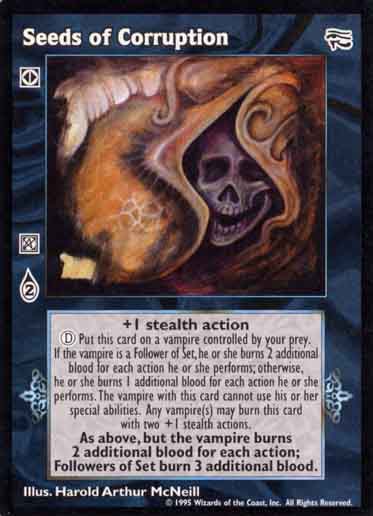 Seeds of Corruption
2
+1 stealth action
D Put this card on a vampire controlled by your prey.
If the vampire is a Follower of Set, he or she burns 2 additional
blood for each action he or she performs; otherwise,
he or she burns 1 additional blood for each action he or she
performs. The vampire with this card cannot use his or her
special abilities. Any vampire(s) may burn this card
with two +1 stealth actions.
As above, but the vampire burns
2 additional blood for each action;
Followers of Set burn 3 additional blood.
Illus. Harold Arthur McNeill
©1995 Wizards of the Coast, Inc. All Rights Reserved.